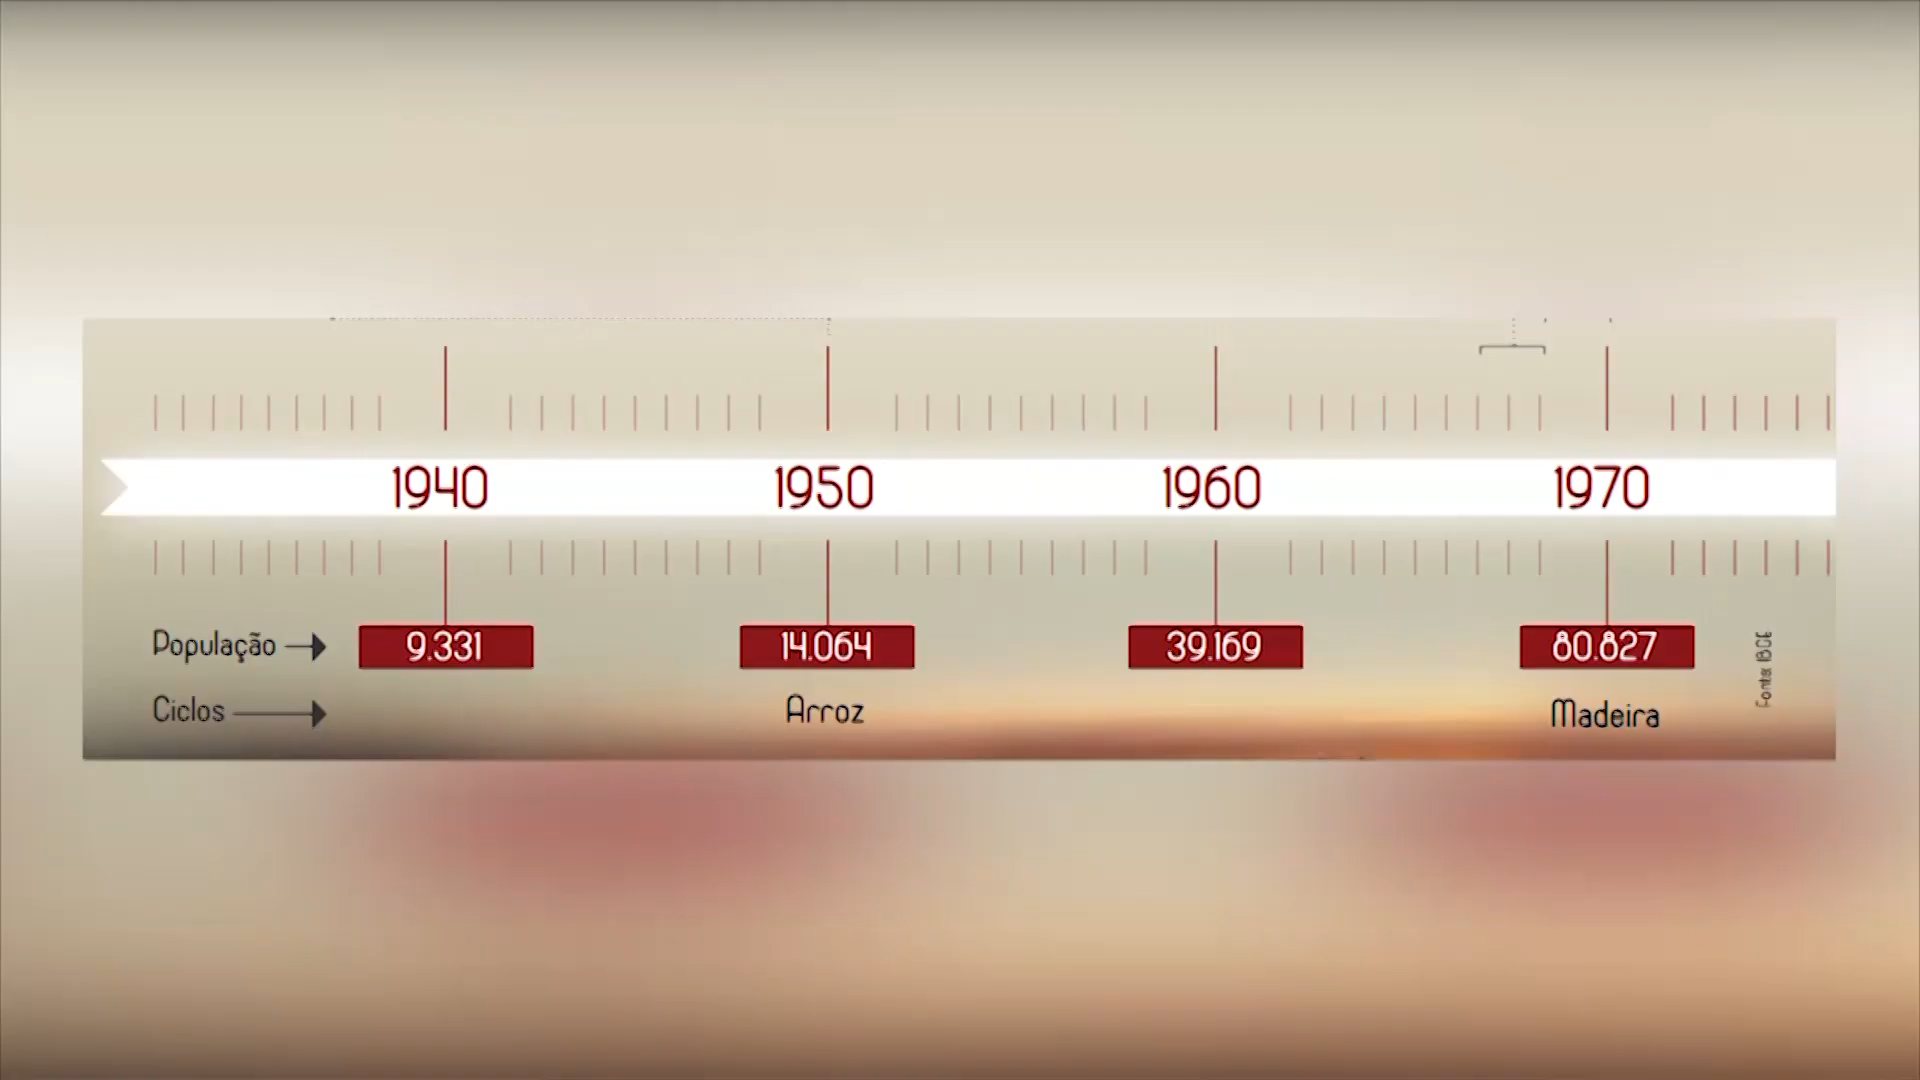 1940 1950 1960 1970
População 9.331 14.064 39.169 80.827
Ciclos Arroz Madeira
Fonte: IBGE